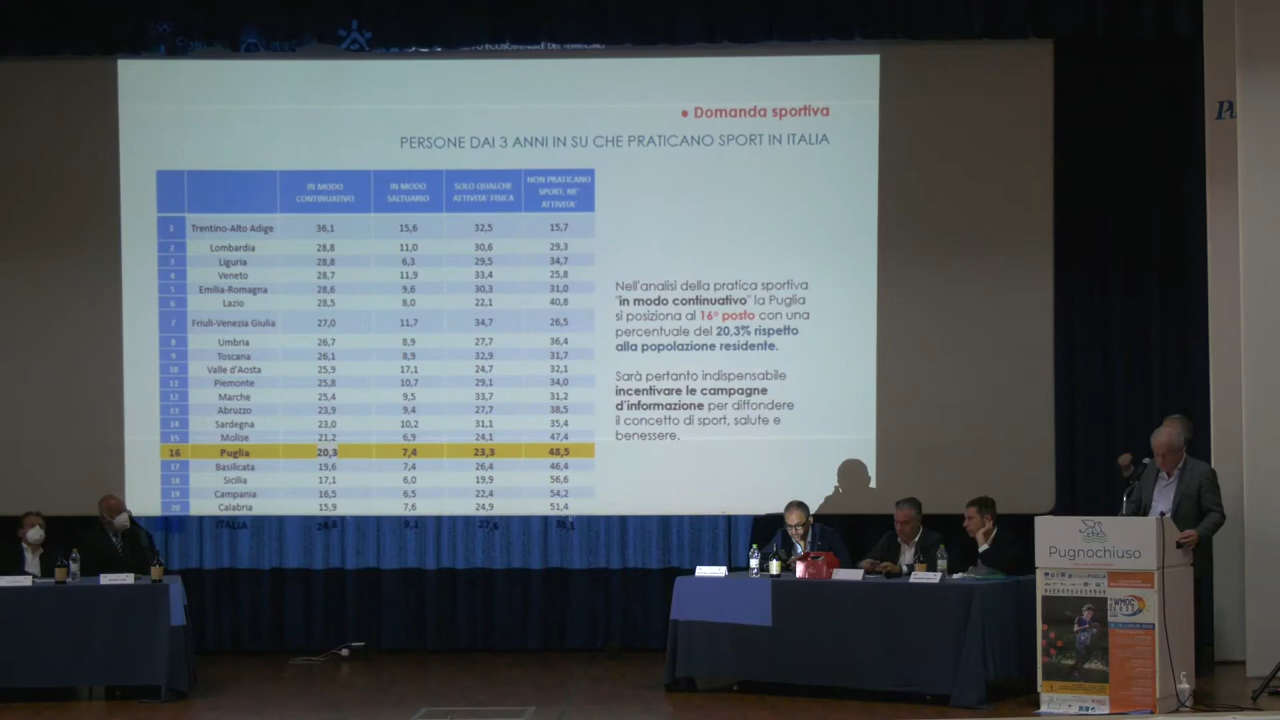 ● Domanda sportiva
PERSONE DAI 3 ANNI IN SU CHE PRATICANO SPORT IN ITALIA
IN MODO CONTINUATIVO IN MODO SALTUARIO SOLO QUALCHE ATTIVITA' FISICA NON PRATICANO SPORT, NE' ATTIVITA'
1 Trentino-Alto Adige 36,1 15,6 32,5 15,7
2 Lombardia 28,8 11,0 30,6 29,3
3 Liguria 28,8 6,3 29,5 34,7
4 Veneto 28,7 11,9 33,4 25,8
5 Emilia-Romagna 28,6 9,6 30,3 31,0
6 Lazio 28,5 8,0 22,1 40,8
7 Friuli-Venezia Giulia 27,0 11,7 34,7 26,5
8 Umbria 26,7 8,9 27,7 36,4
9 Toscana 26,1 8,9 32,9 31,7
10 Valle d'Aosta 25,9 17,1 24,7 32,1
11 Piemonte 25,8 10,7 29,1 34,0
12 Marche 25,4 9,5 33,7 31,2
13 Abruzzo 23,9 9,4 27,7 38,5
14 Sardegna 23,0 10,2 31,1 35,4
15 Molise 21,2 6,9 24,1 47,4
16 Puglia 20,3 7,4 23,3 48,5
17 Basilicata 19,6 7,4 26,4 46,4
18 Sicilia 17,1 6,0 19,9 56,6
19 Campania 16,5 6,5 22,4 54,2
20 Calabria 15,9 7,6 24,9 51,4
ITALIA 24,8 9,1 27,6
Nell'analisi della pratica sportiva
"in modo continuativo" la Puglia
si posiziona al 16° posto con una
percentuale del 20,3% rispetto
alla popolazione residente.
Sarà pertanto indispensabile
incentivare le campagne
d'informazione per diffondere
il concetto di sport, salute e
benessere.
Pugnochiuso
PUGLIA
WMOC
2022
Pugnochiuso